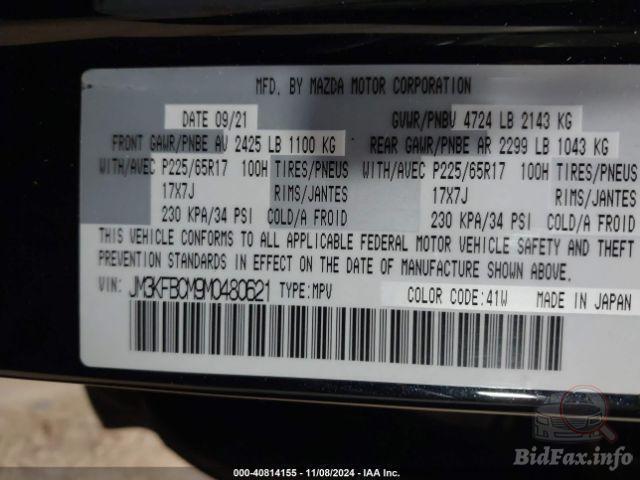 MFD. BY MAZDA MOTOR CORPORATION
DATE 09/21 GVWR/PNBV 4724 LB 2143 KG
FRONT GAWR/PNBE AV 2425 LB 1100 KG REAR GAWR/PNBE AR 2299 LB 1043 KG
WITH/AVEC P225/65R17 100H TIRES/PNEUS WITH/AVEC P225/65R17 100H TIRES/PNEUS
17X7J RIMS/JANTES 17X7J RIMS/JANTES
230 KPA/34 PSI COLD/A FROID 230 KPA/34 PSI COLD/A FROID
THIS VEHICLE CONFORMS TO ALL APPLICABLE FEDERAL MOTOR VEHICLE SAFETY AND THEFT
PREVENTION STANDARDS IN EFFECT ON THE DATE OF MANUFACTURE SHOWN ABOVE.
VIN: JM3KFBCM9M0480621 TYPE:MPV COLOR CODE:41W MADE IN JAPAN
000-40814155 - 11/08/2024 - IAA Inc.
BidFax.info